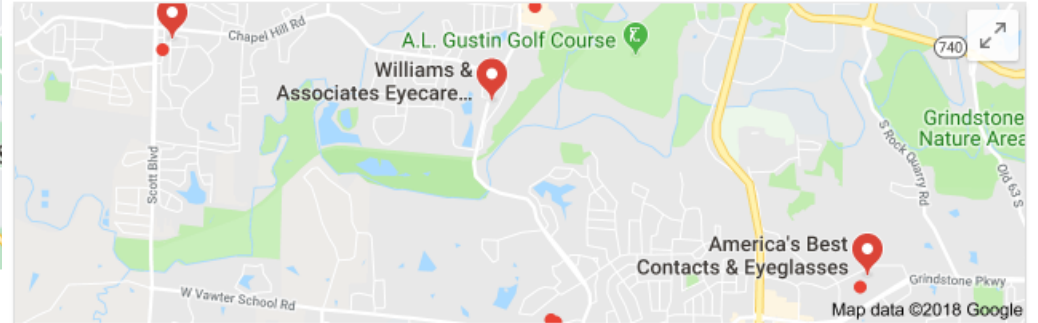 Chapel Hill Rd
A.L. Gustin Golf Course
740
Williams &
Associates Eyecare...
Grindstone
Nature Area
S Rock Quarry Rd
Scott Blvd
Old 63 S
America's Best
Contacts & Eyeglasses
Grindstone Pkwy
W Vawter School Rd
Map data ©2018 Google